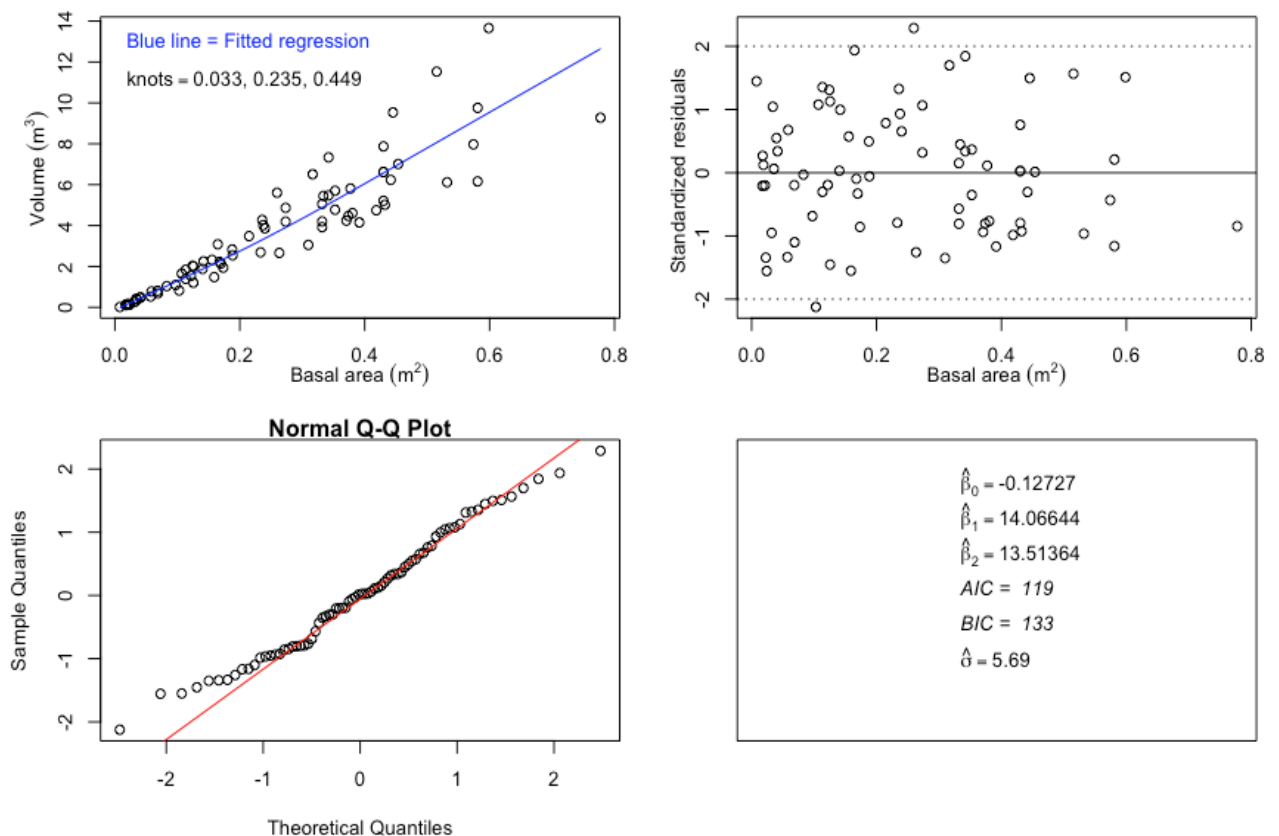 Blue line = Fitted regression
knots = 0.033, 0.235, 0.449
Volume (m³)
0 2 4 6 8 10 12 14
0.0 0.2 0.4 0.6 0.8
Basal area (m²)
Standardized residuals
-2 -1 0 1 2
0.0 0.2 0.4 0.6 0.8
Basal area (m²)
Normal Q-Q Plot
Sample Quantiles
-2 -1 0 1 2
-2 -1 0 1 2
Theoretical Quantiles
β̂₀ = -0.12727
β̂₁ = 14.06644
β̂₂ = 13.51364
AIC = 119
BIC = 133
σ̂ = 5.69